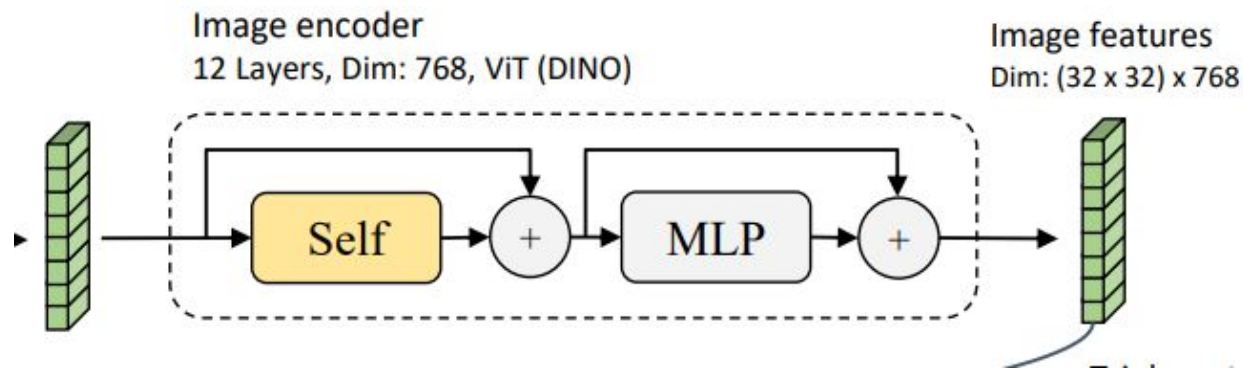 Image encoder
12 Layers, Dim: 768, ViT (DINO)
Image features
Dim: (32 x 32) x 768
Self
+
MLP
+